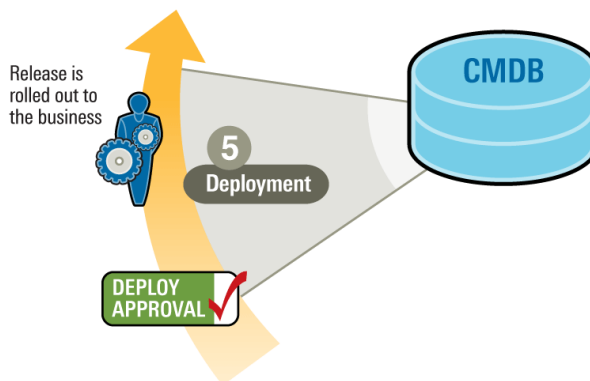 Release is
rolled out to
the business
CMDB
5
Deployment
DEPLOY
APPROVAL